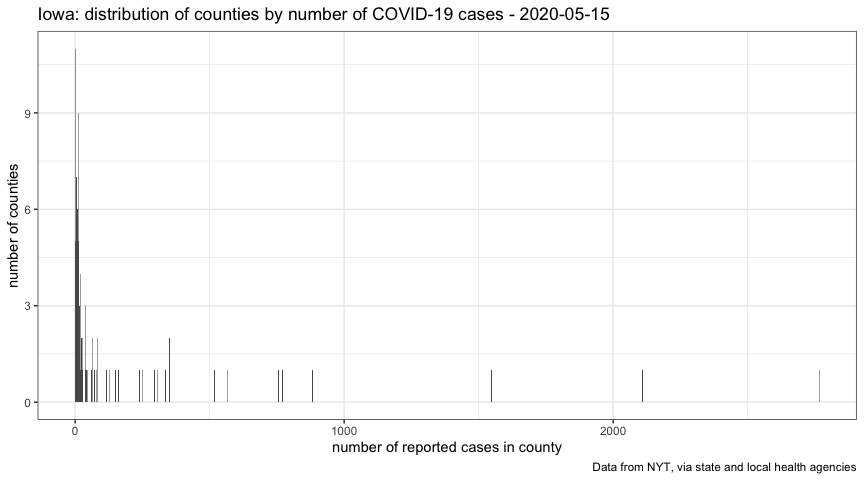 Iowa: distribution of counties by number of COVID-19 cases - 2020-05-15
number of counties
9
6
3
0
0
1000
2000
number of reported cases in county
Data from NYT, via state and local health agencies